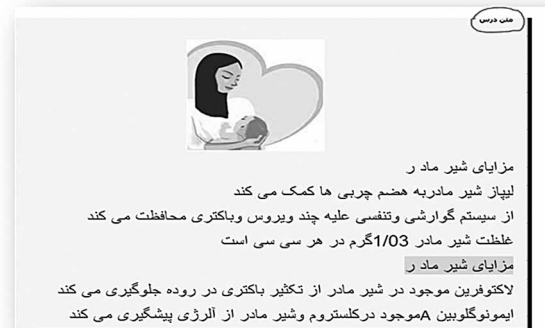 متن درس
مزایای شیر ماد ر
لیپاز شیر مادربه هضم چربی ها کمک می کند
از سیستم گوارشی وتنفسی علیه چند ویروس وباکتری محافظت می کند
غلظت شیر مادر 1/03گرم در هر سی سی است
مزایای شیر ماد ر
لاکتوفرین موجود در شیر مادر از تکثیر باکتری در روده جلوگیری می کند
ایمونوگلوبین Aموجود درکلستروم وشیر مادر از آلرژی پیشگیری می کند